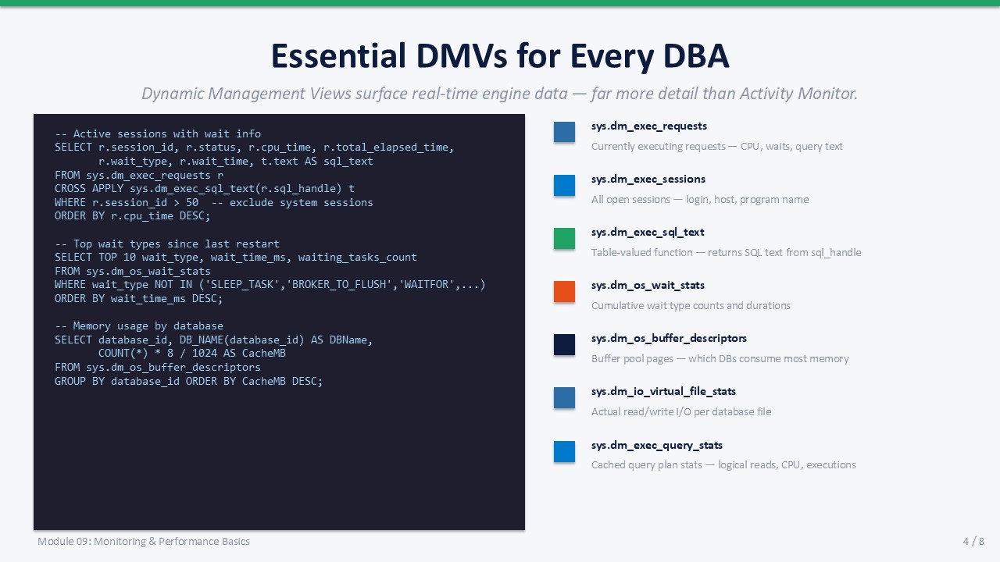 Essential DMVs for Every DBA
Dynamic Management Views surface real-time engine data — far more detail than Activity Monitor.
-- Active sessions with wait info
SELECT r.session_id, r.status, r.cpu_time, r.total_elapsed_time,
       r.wait_type, r.wait_time, t.text AS sql_text
FROM sys.dm_exec_requests r
CROSS APPLY sys.dm_exec_sql_text(r.sql_handle) t
WHERE r.session_id > 50  -- exclude system sessions
ORDER BY r.cpu_time DESC;
-- Top wait types since last restart
SELECT TOP 10 wait_type, wait_time_ms, waiting_tasks_count
FROM sys.dm_os_wait_stats
WHERE wait_type NOT IN ('SLEEP_TASK','BROKER_TO_FLUSH','WAITFOR',...)
ORDER BY wait_time_ms DESC;
-- Memory usage by database
SELECT database_id, DB_NAME(database_id) AS DBName,
       COUNT(*) * 8 / 1024 AS CacheMB
FROM sys.dm_os_buffer_descriptors
GROUP BY database_id ORDER BY CacheMB DESC;
sys.dm_exec_requests
Currently executing requests — CPU, waits, query text
sys.dm_exec_sessions
All open sessions — login, host, program name
sys.dm_exec_sql_text
Table-valued function — returns SQL text from sql_handle
sys.dm_os_wait_stats
Cumulative wait type counts and durations
sys.dm_os_buffer_descriptors
Buffer pool pages — which DBs consume most memory
sys.dm_io_virtual_file_stats
Actual read/write I/O per database file
sys.dm_exec_query_stats
Cached query plan stats — logical reads, CPU, executions
Module 09: Monitoring & Performance Basics
4 / 8